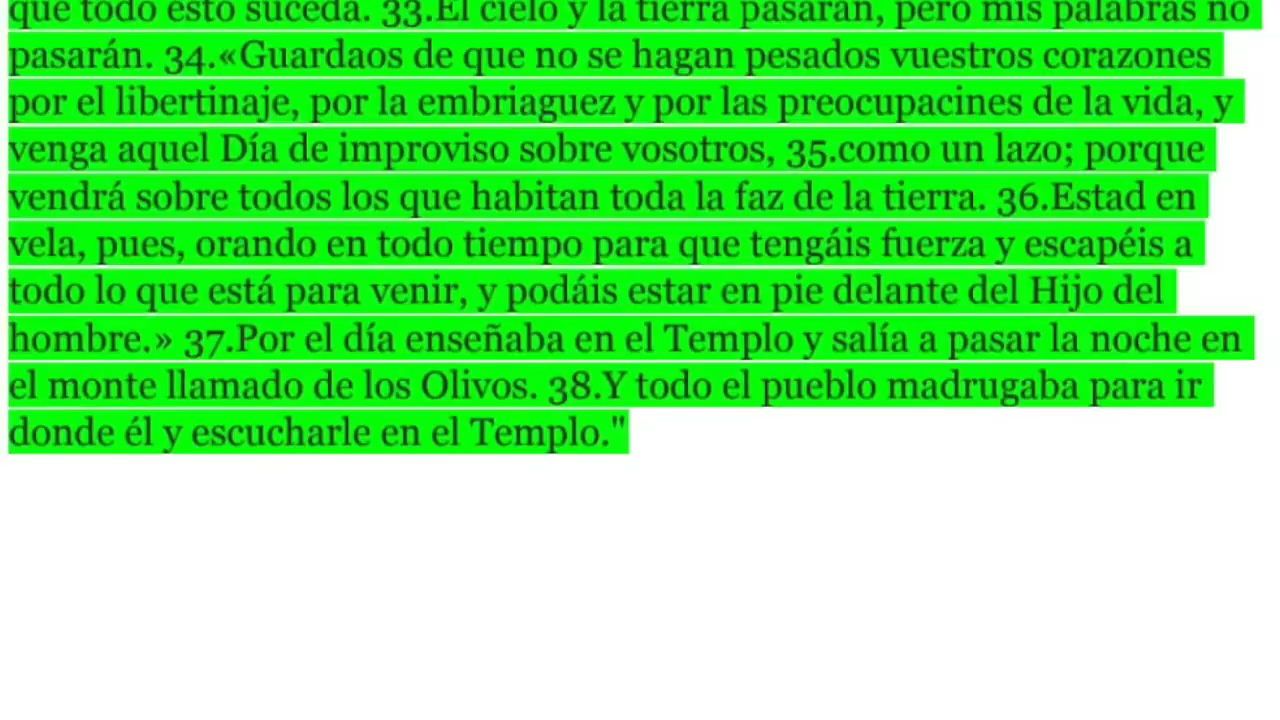 que todo esto suceda. 33.El cielo y la tierra pasarán, pero mis palabras no
pasarán. 34.«Guardaos de que no se hagan pesados vuestros corazones
por el libertinaje, por la embriaguez y por las preocupacines de la vida, y
venga aquel Día de improviso sobre vosotros, 35.como un lazo; porque
vendrá sobre todos los que habitan toda la faz de la tierra. 36.Estad en
vela, pues, orando en todo tiempo para que tengáis fuerza y escapéis a
todo lo que está para venir, y podáis estar en pie delante del Hijo del
hombre.» 37.Por el día enseñaba en el Templo y salía a pasar la noche en
el monte llamado de los Olivos. 38.Y todo el pueblo madrugaba para ir
donde él y escucharle en el Templo."